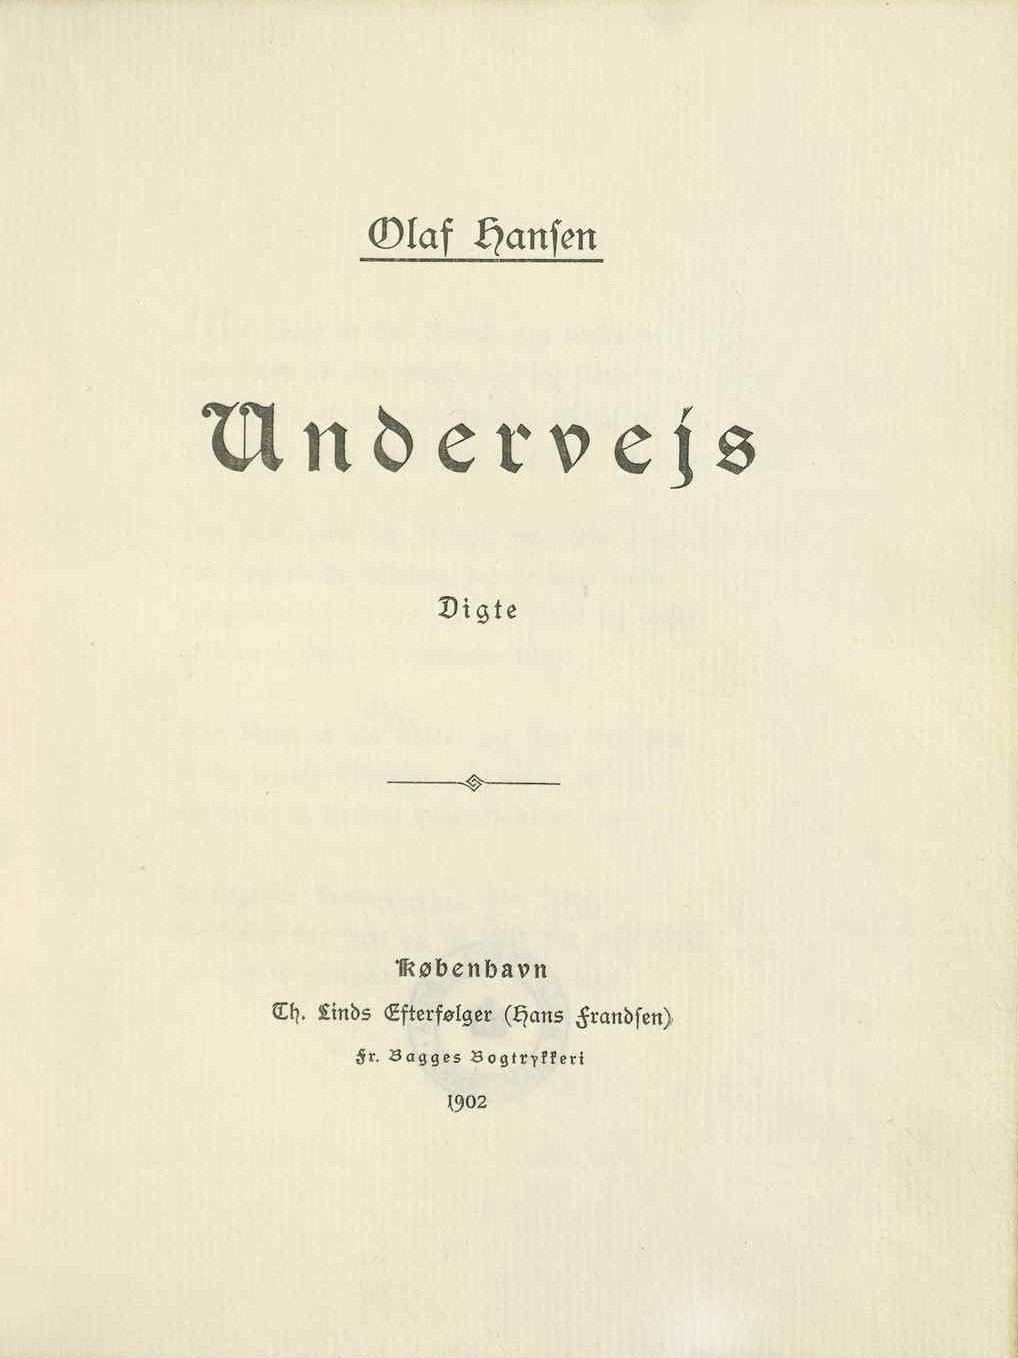 Olaf Hanſen
Undervejs
Digte
København
Th. Linds Efterfølger (Hans Frandſen)
Fr. Bagges Bogtrykkeri
1902